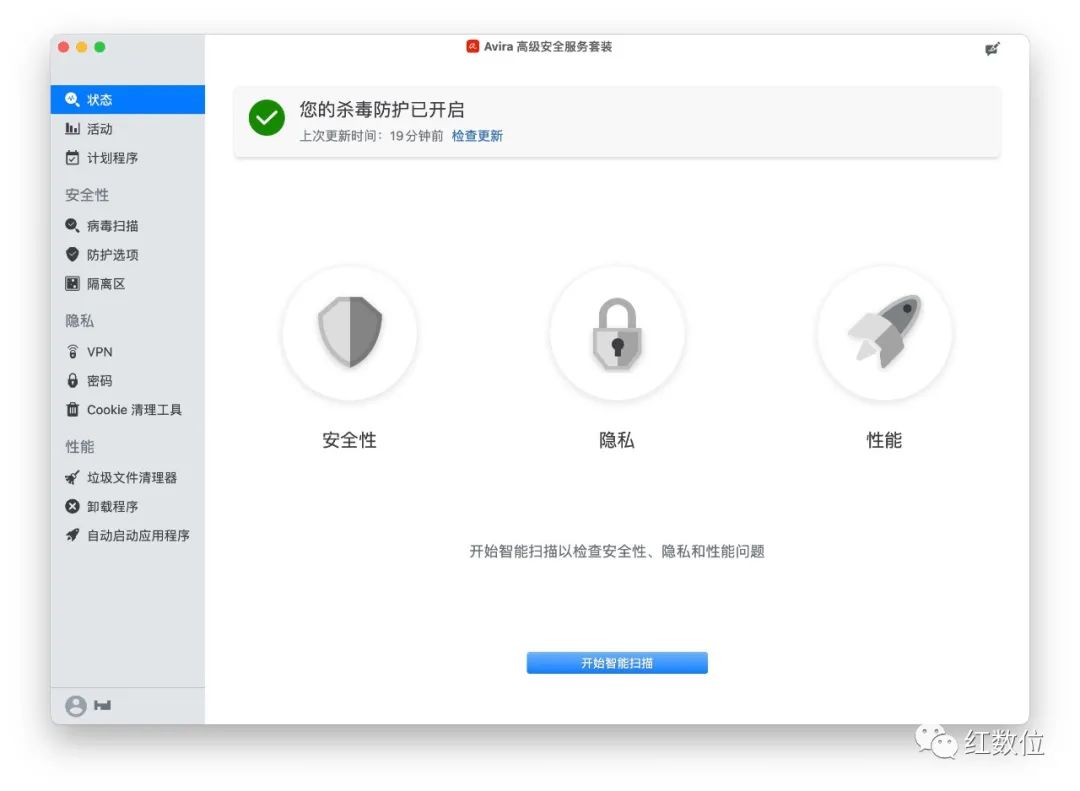 Avira 高级安全服务套装
状态
活动
计划程序
安全性
病毒扫描
防护选项
隔离区
隐私
VPN
密码
Cookie 清理工具
性能
垃圾文件清理器
卸载程序
自动启动应用程序
您的杀毒防护已开启
上次更新时间：19 分钟前 检查更新
安全性
隐私
性能
开始智能扫描以检查安全性、隐私和性能问题
开始智能扫描
红数位